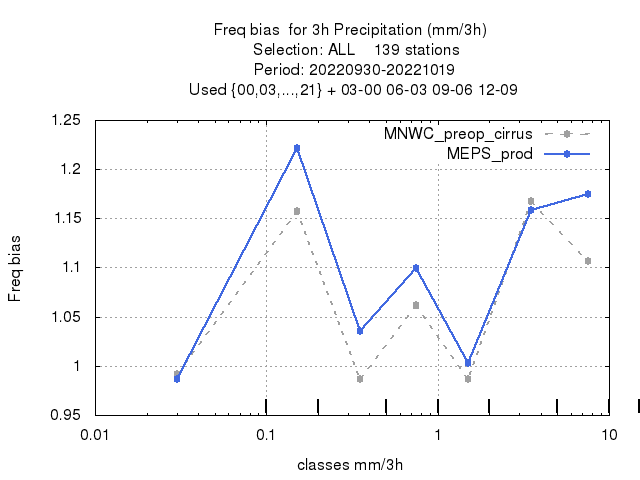 Freq bias  for 3h Precipitation (mm/3h)
Selection: ALL    139 stations
Period: 20220930-20221019
Used {00,03,...,21} + 03-00 06-03 09-06 12-09
MNWC_preop_cirrus
MEPS_prod
1.25
1.2
1.15
1.1
1.05
1
0.95
Freq bias
0.01
0.1
1
10
classes mm/3h